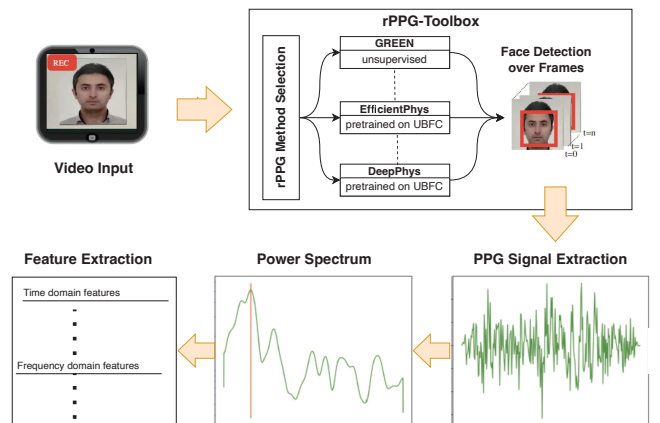 rPPG-Toolbox
REC
Video Input
rPPG Method Selection
GREEN
unsupervised
EfficientPhys
pretrained on UBFC
DeepPhys
pretrained on UBFC
Face Detection
over Frames
t=n
t=1
t=0
Feature Extraction
Power Spectrum
PPG Signal Extraction
Time domain features
Frequency domain features